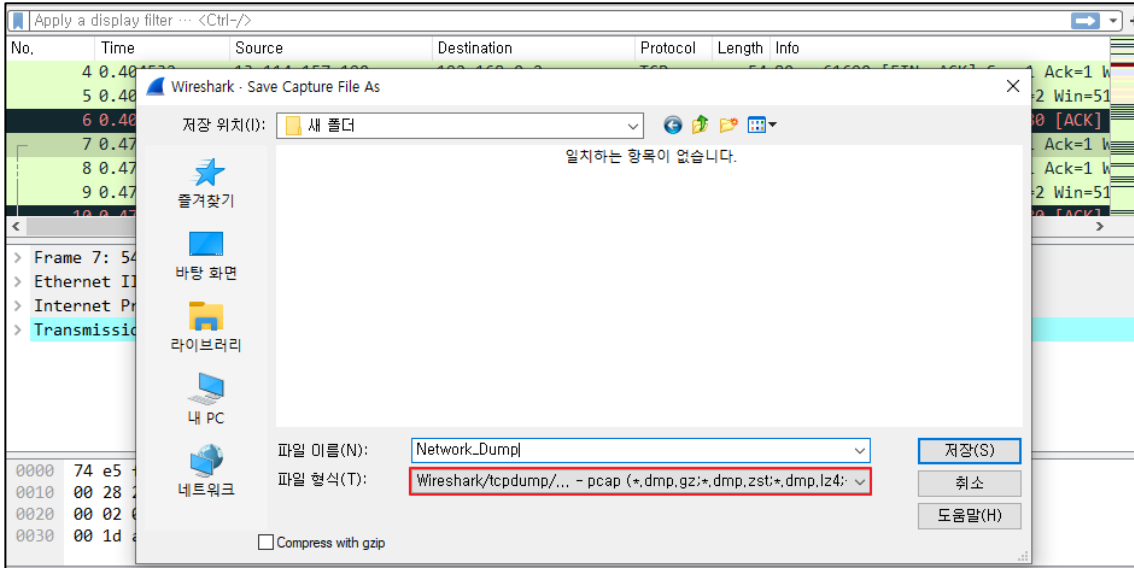 Apply a display filter ... <Ctrl-/>
No. Time Source Destination Protocol Length Info
4 0.40 Ack=1 W
5 0.40 =2 Win=51
6 0.40 [ACK]
7 0.47 Ack=1 W
8 0.47 Ack=1 W
9 0.47 =2 Win=51
10 0.47 [ACK]
Wireshark · Save Capture File As
저장 위치(I): 새 폴더
일치하는 항목이 없습니다.
즐겨찾기
바탕 화면
라이브러리
내 PC
네트워크
파일 이름(N): Network_Dump 저장(S)
파일 형식(T): Wireshark/tcpdump/... - pcap (*.dmp.gz;*.dmp.zst;*.dmp.lz4; 취소
도움말(H)
Compress with gzip
> Frame 7: 54
> Ethernet II
> Internet Pr
> Transmissio
0000 74 e5
0010 00 28
0020 00 02
0030 00 1d